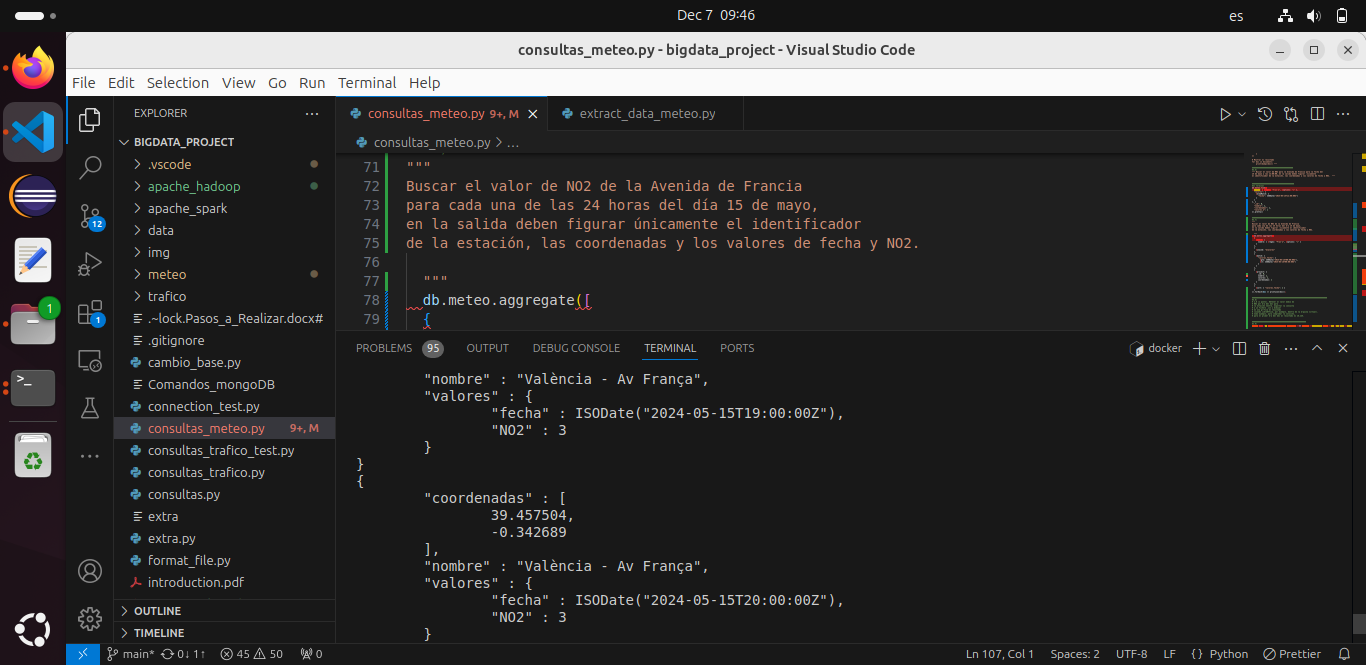 Dec 7 09:46
es
consultas_meteo.py - bigdata_project - Visual Studio Code
File Edit Selection View Go Run Terminal Help
EXPLORER
consultas_meteo.py 9+, M
extract_data_meteo.py
BIGDATA_PROJECT
.vscode
apache_hadoop
apache_spark
data
img
meteo
trafico
.~lock.Pasos_a_Realizar.docx#
.gitignore
cambio_base.py
Comandos_mongoDB
connection_test.py
consultas_meteo.py 9+, M
consultas_trafico_test.py
consultas_trafico.py
consultas.py
extra
extra.py
format_file.py
introduction.pdf
OUTLINE
TIMELINE
12
1
1
consultas_meteo.py > ...
71 """
72 Buscar el valor de NO2 de la Avenida de Francia
73 para cada una de las 24 horas del día 15 de mayo,
74 en la salida deben figurar únicamente el identificador
75 de la estación, las coordenadas y los valores de fecha y NO2.
76
77 """
78 db.meteo.aggregate([
79 {
PROBLEMS 95 OUTPUT DEBUG CONSOLE TERMINAL PORTS
docker
"nombre" : "València - Av França",
"valores" : {
"fecha" : ISODate("2024-05-15T19:00:00Z"),
"NO2" : 3
}
}
{
"coordenadas" : [
39.457504,
-0.342689
],
"nombre" : "València - Av França",
"valores" : {
"fecha" : ISODate("2024-05-15T20:00:00Z"),
"NO2" : 3
}
main* 0↓ 1↑ 45 50 0
Ln 107, Col 1 Spaces: 2 UTF-8 LF { } Python Prettier